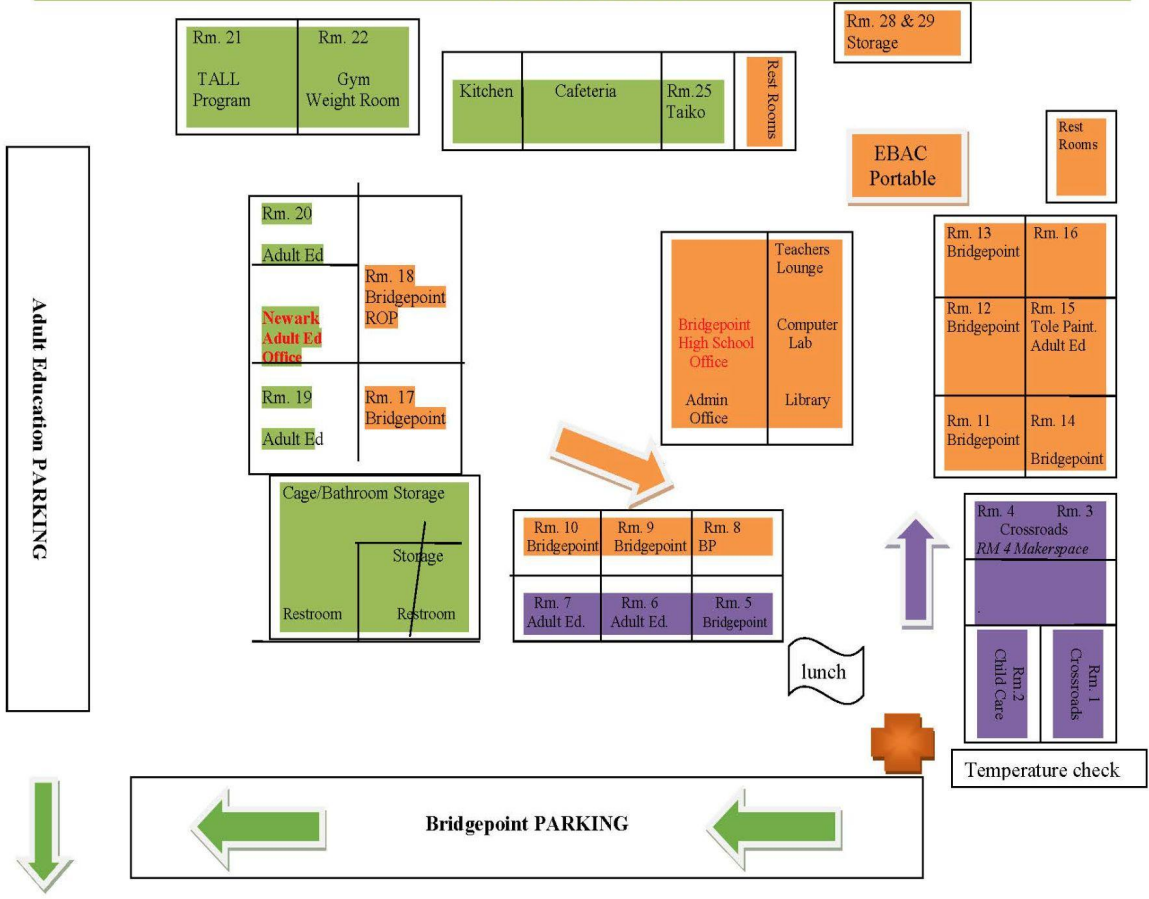 Rm. 21
TALL
Program
Rm. 22
Gym
Weight Room
Kitchen
Cafeteria
Rm.25
Taiko
Rest Rooms
Rm. 28 & 29
Storage
EBAC
Portable
Rest
Rooms
Adult Education PARKING
Rm. 20
Adult Ed
Newark
Adult Ed
Office
Rm. 19
Adult Ed
Rm. 18
Bridgepoint
ROP
Rm. 17
Bridgepoint
Bridgepoint
High School
Office
Admin
Office
Teachers
Lounge
Computer
Lab
Library
Rm. 13
Bridgepoint
Rm. 16
Rm. 12
Bridgepoint
Rm. 15
Tole Paint.
Adult Ed
Rm. 11
Bridgepoint
Rm. 14
Bridgepoint
Cage/Bathroom Storage
Storage
Restroom
Restroom
Rm. 10
Bridgepoint
Rm. 9
Bridgepoint
Rm. 8
BP
Rm. 7
Adult Ed.
Rm. 6
Adult Ed.
Rm. 5
Bridgepoint
Rm. 4 Rm. 3
Crossroads
RM 4 Makerspace
.
Rm.2
Child Care
Rm. 1
Crossroads
lunch
Temperature check
Bridgepoint PARKING